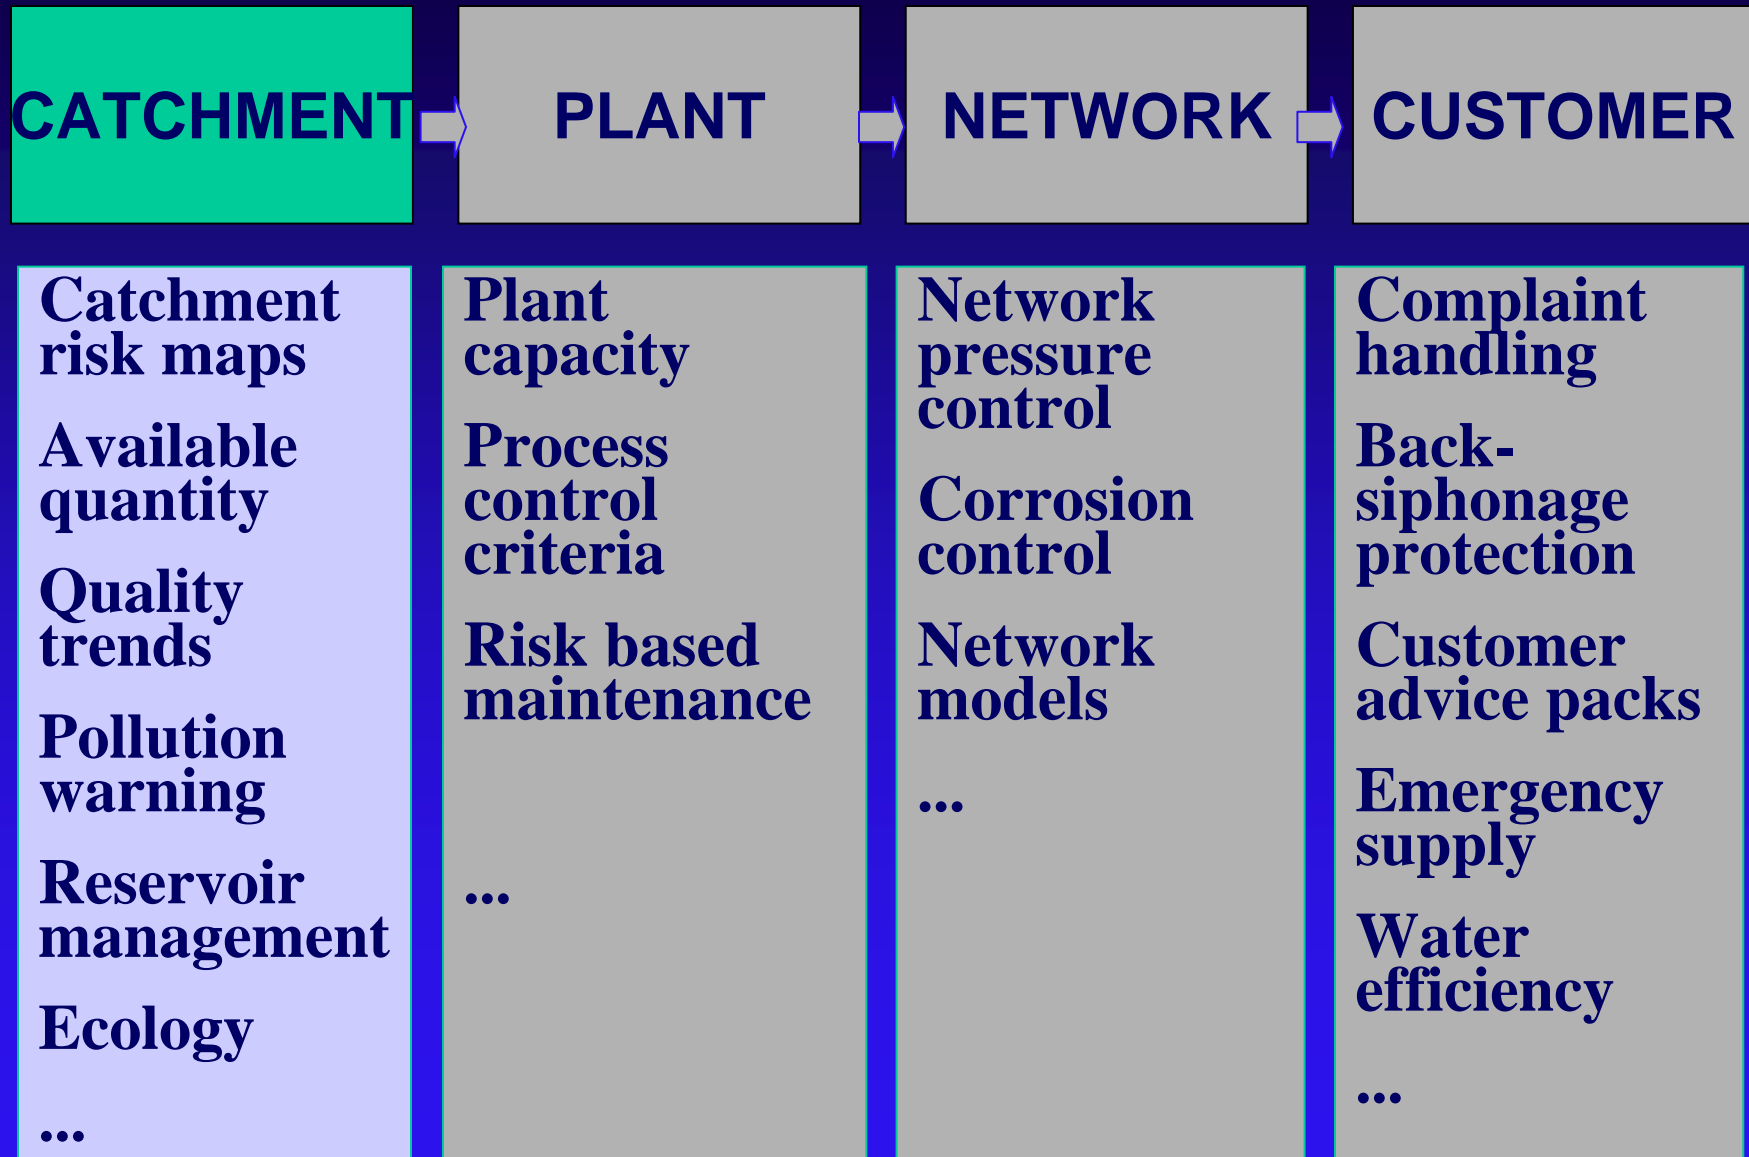 CATCHMENT
PLANT
NETWORK
CUSTOMER
Catchment
risk maps
Available
quantity
Quality
trends
Pollution
warning
Reservoir
management
Ecology
...
Plant
capacity
Process
control
criteria
Risk based
maintenance
...
Network
pressure
control
Corrosion
control
Network
models
...
Complaint
handling
Back-
siphonage
protection
Customer
advice packs
Emergency
supply
Water
efficiency
...